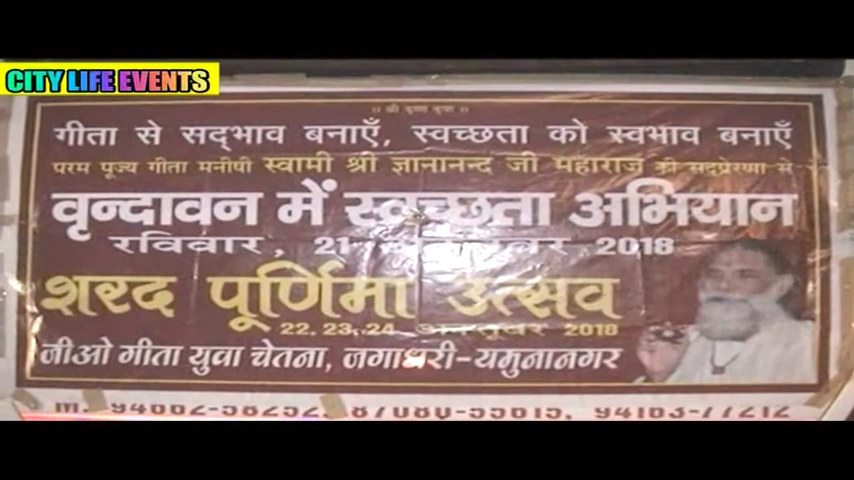 CITY LIFE EVENTS
॥ श्री कृष्ण कृपा ॥
गीता से सद्भाव बनाएँ, स्वच्छता को स्वभाव बनाएँ
परम पूज्य गीता मनीषी स्वामी श्री ज्ञानानन्द जी महाराज की सद्प्रेरणा से
वृन्दावन में स्वच्छता अभियान
रविवार, 21 अक्तूबर 2018
शरद पूर्णिमा उत्सव
22, 23, 24 अक्तूबर 2018
जीओ गीता युवा चेतना, जगाधरी-यमुनानगर